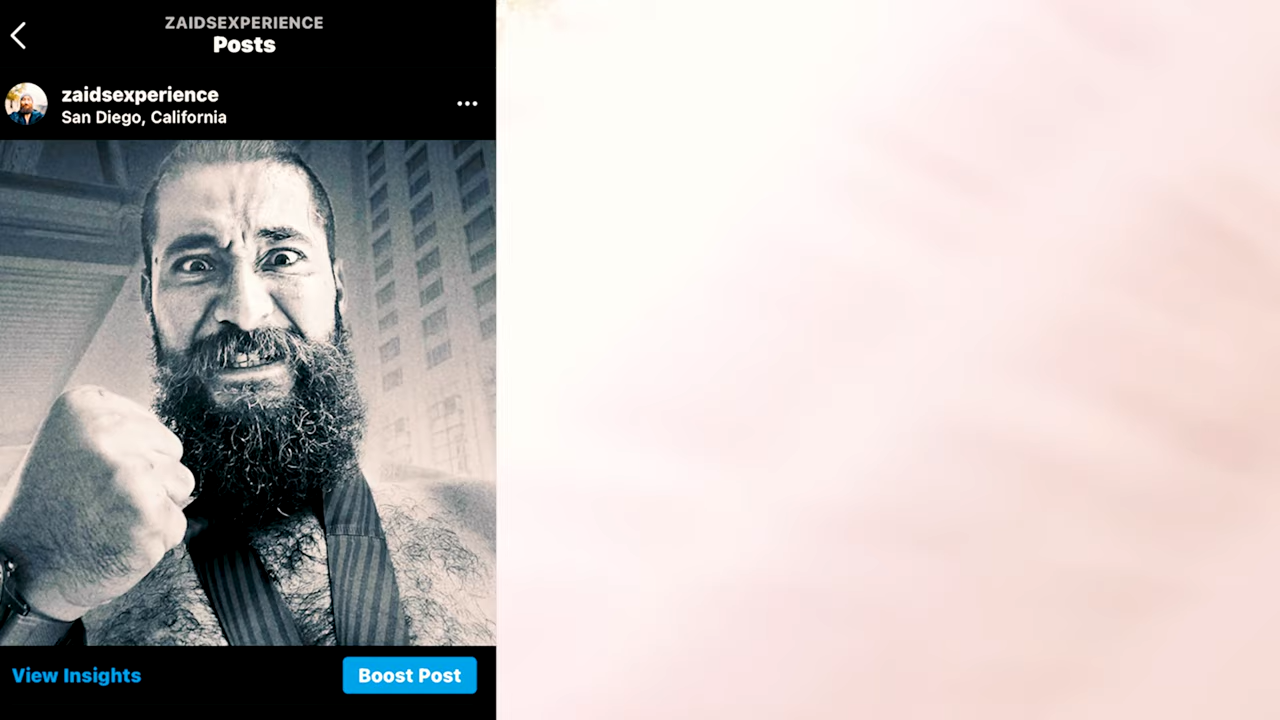 ZAIDSEXPERIENCE
Posts
zaidsexperience
San Diego, California
View Insights
Boost Post